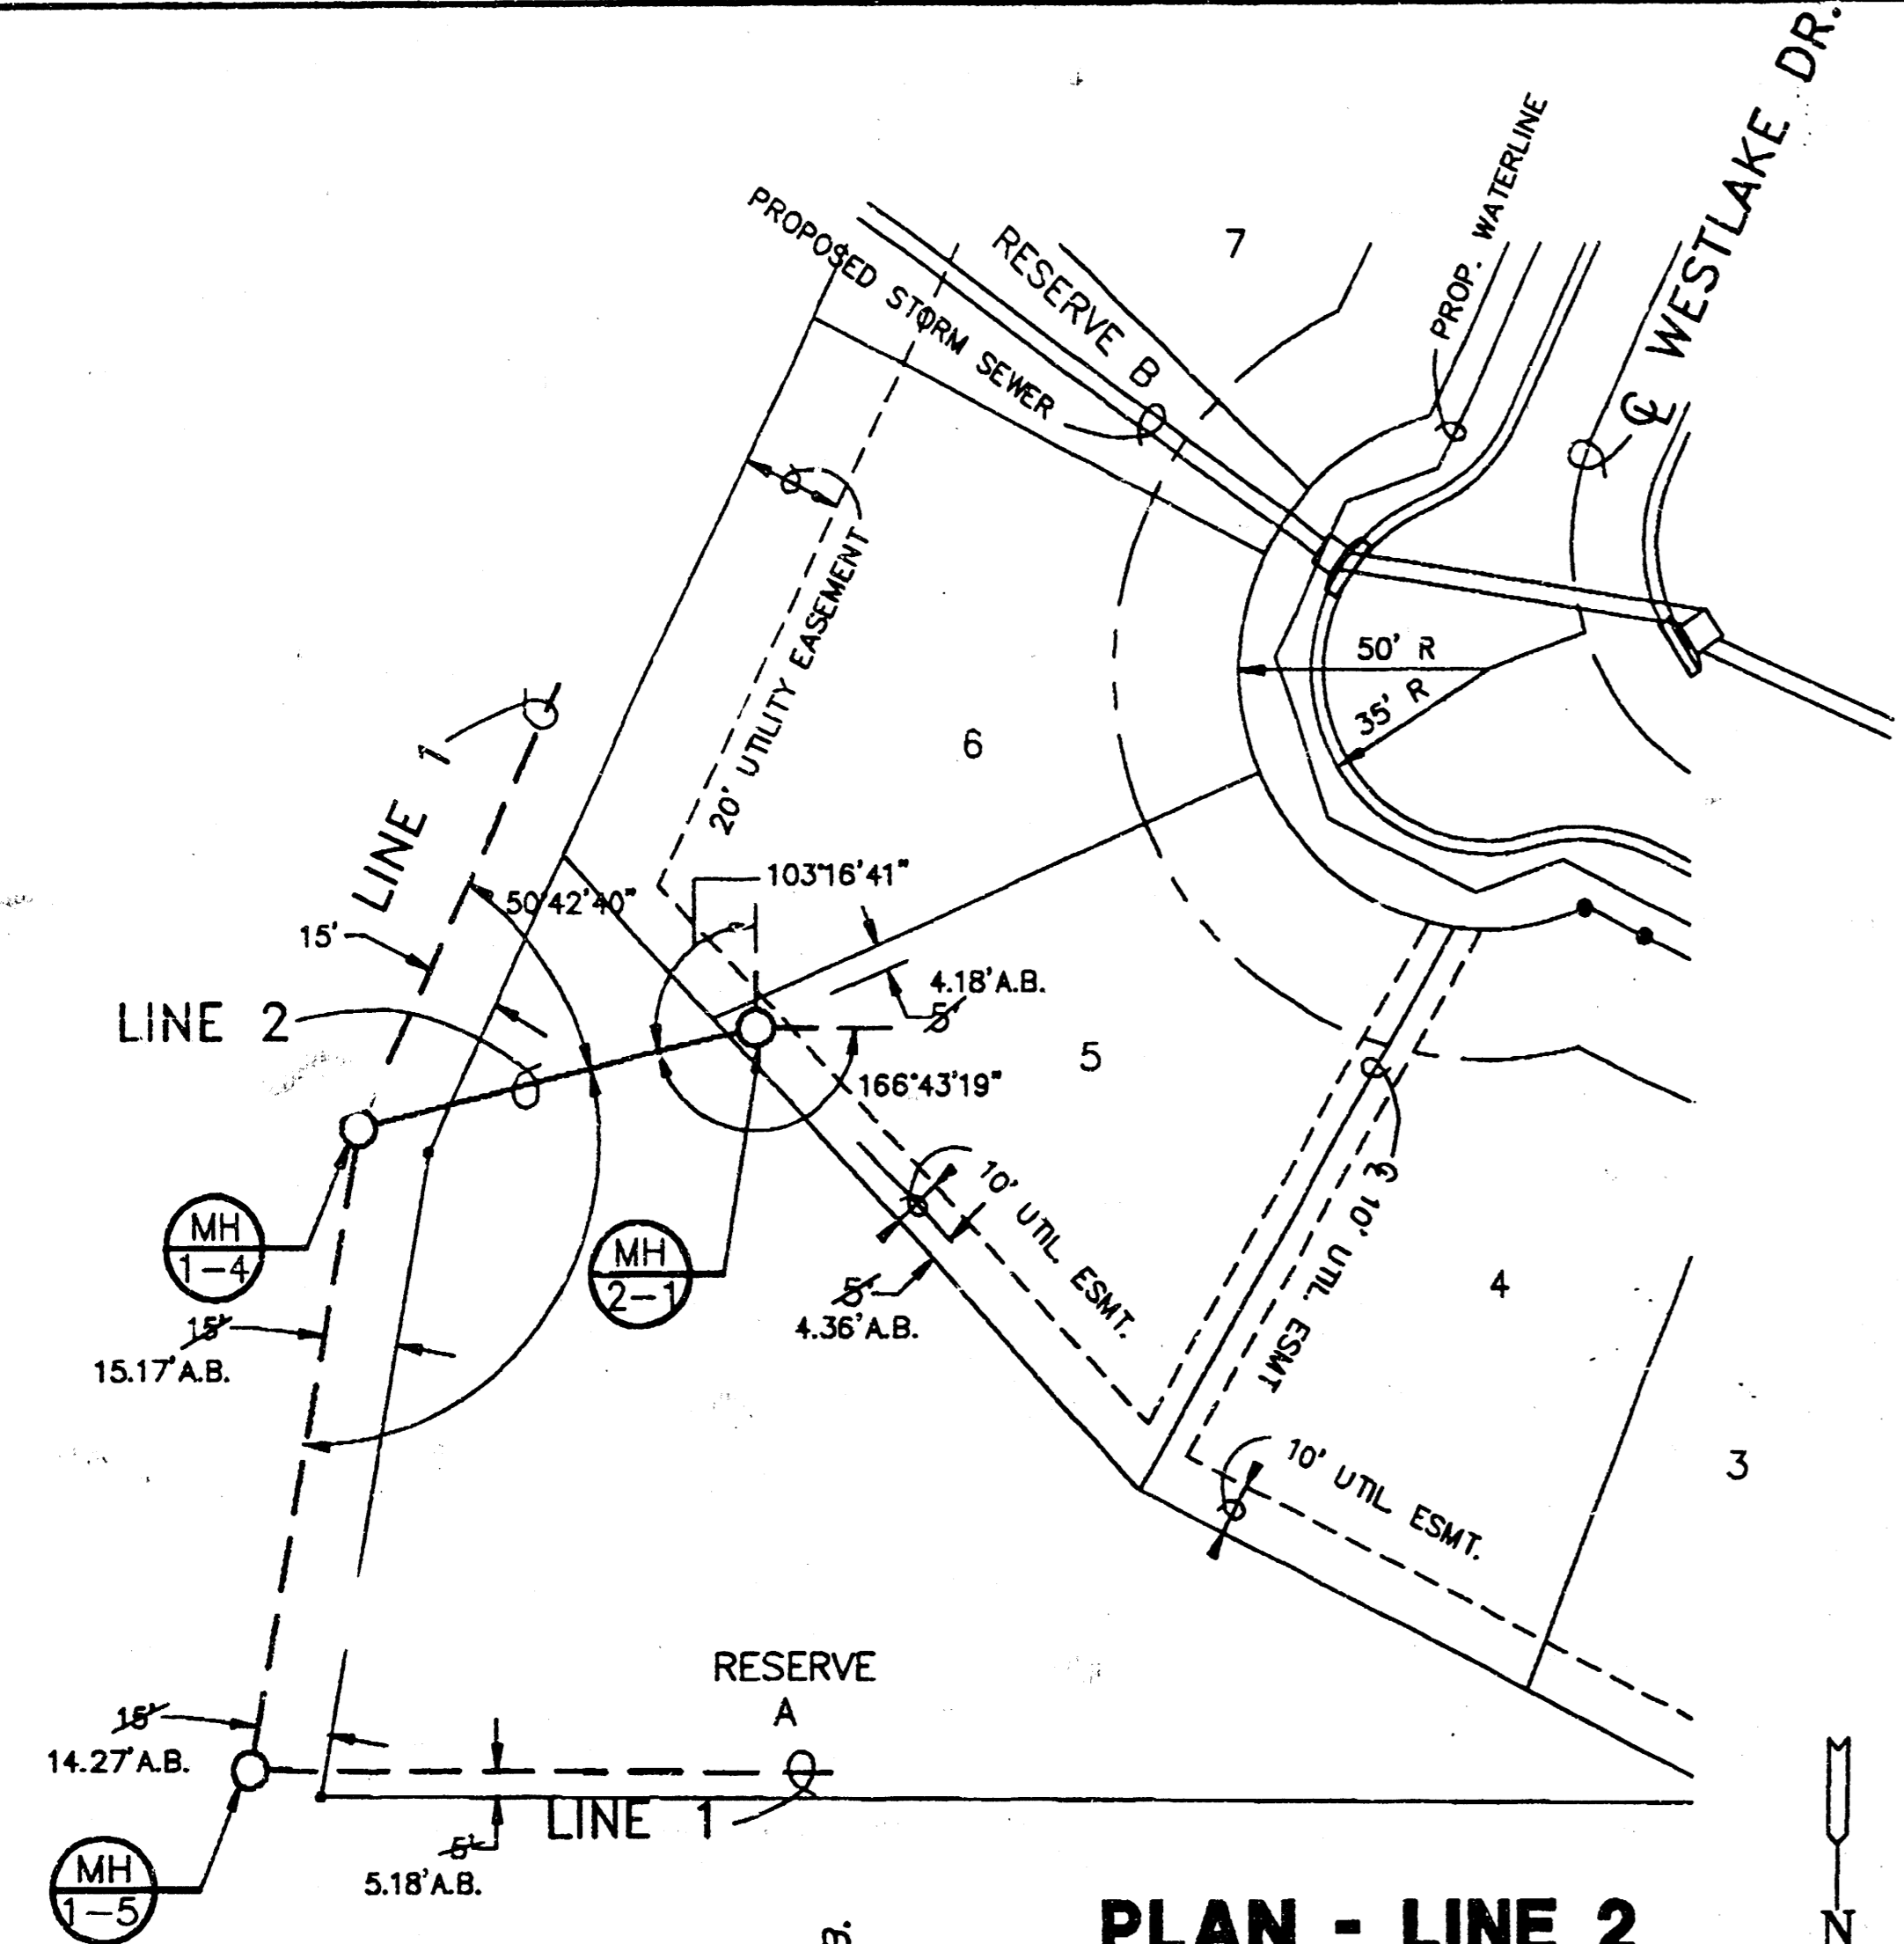 WESTLAKE DR.
℄
PROP. WATERLINE
7
RESERVE B
PROPOSED STORM SEWER
20' UTILITY EASEMENT
50' R
35' R
6
LINE 1
103°16'41"
50°42'40"
15'
4.18'A.B.
5'
LINE 2
5
166°43'19"
10' UTIL. ESMT.
℄ 10' UTIL. ESMT
MH
1-4
MH
2-1
4
5'
4.36'A.B.
15'
15.17'A.B.
10' UTIL. ESMT.
3
RESERVE
A
15'
14.27'A.B.
LINE 1
5'
5.18'A.B.
MH
1-5
PLAN - LINE 2
N